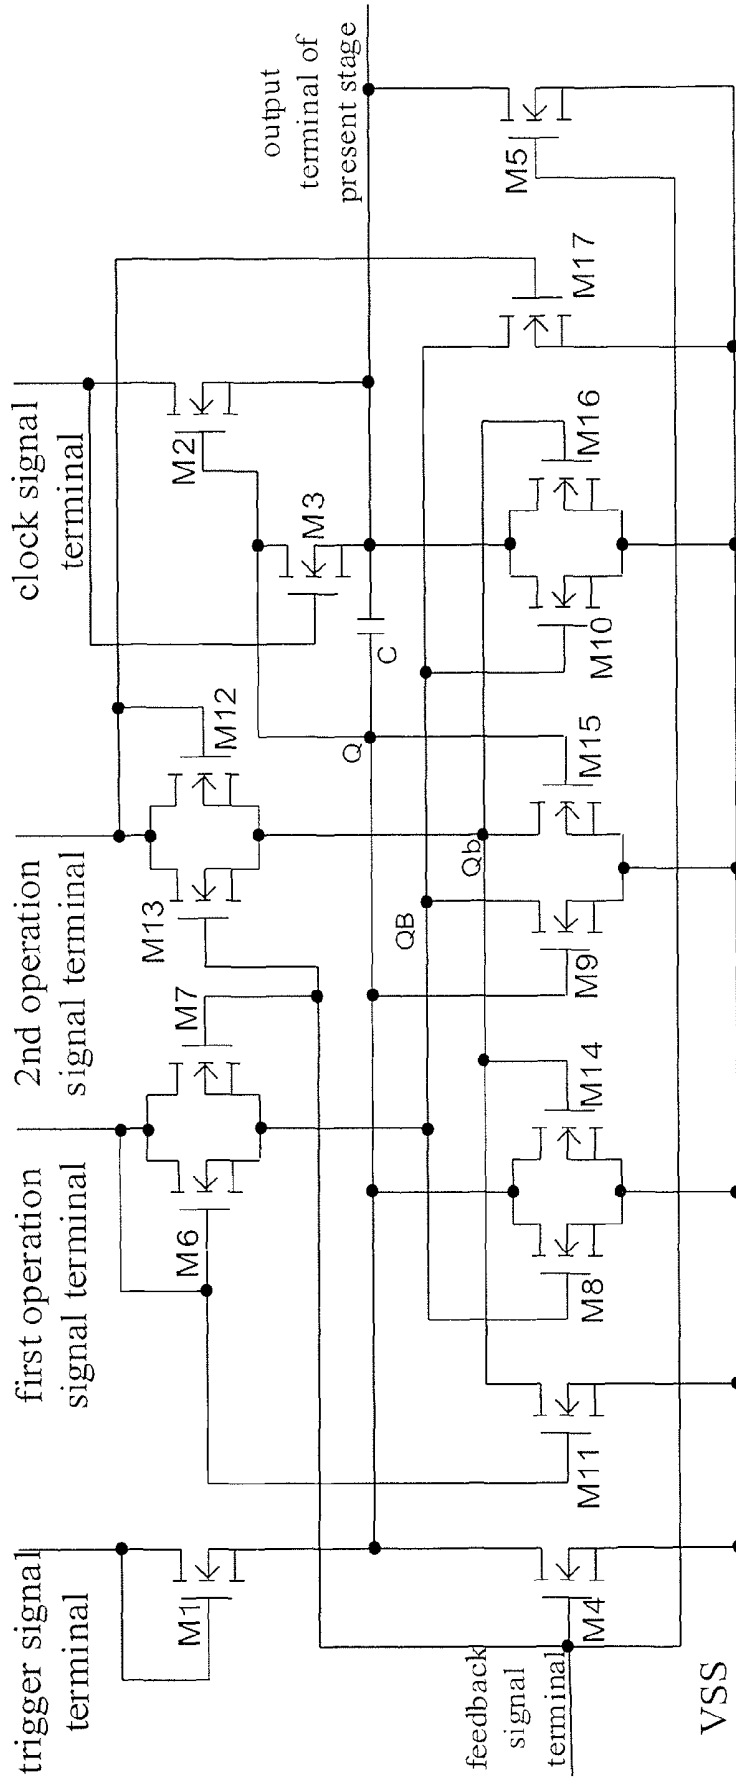 trigger signal
terminal
first operation
signal terminal
2nd operation
signal terminal
clock signal
terminal
output
terminal of
present stage
M1
M6
M7
M13
M12
M2
M3
Q
C
QB
Qb
M4
M11
M8
M14
M9
M15
M10
M16
M17
M5
feedback
signal
terminal
VSS